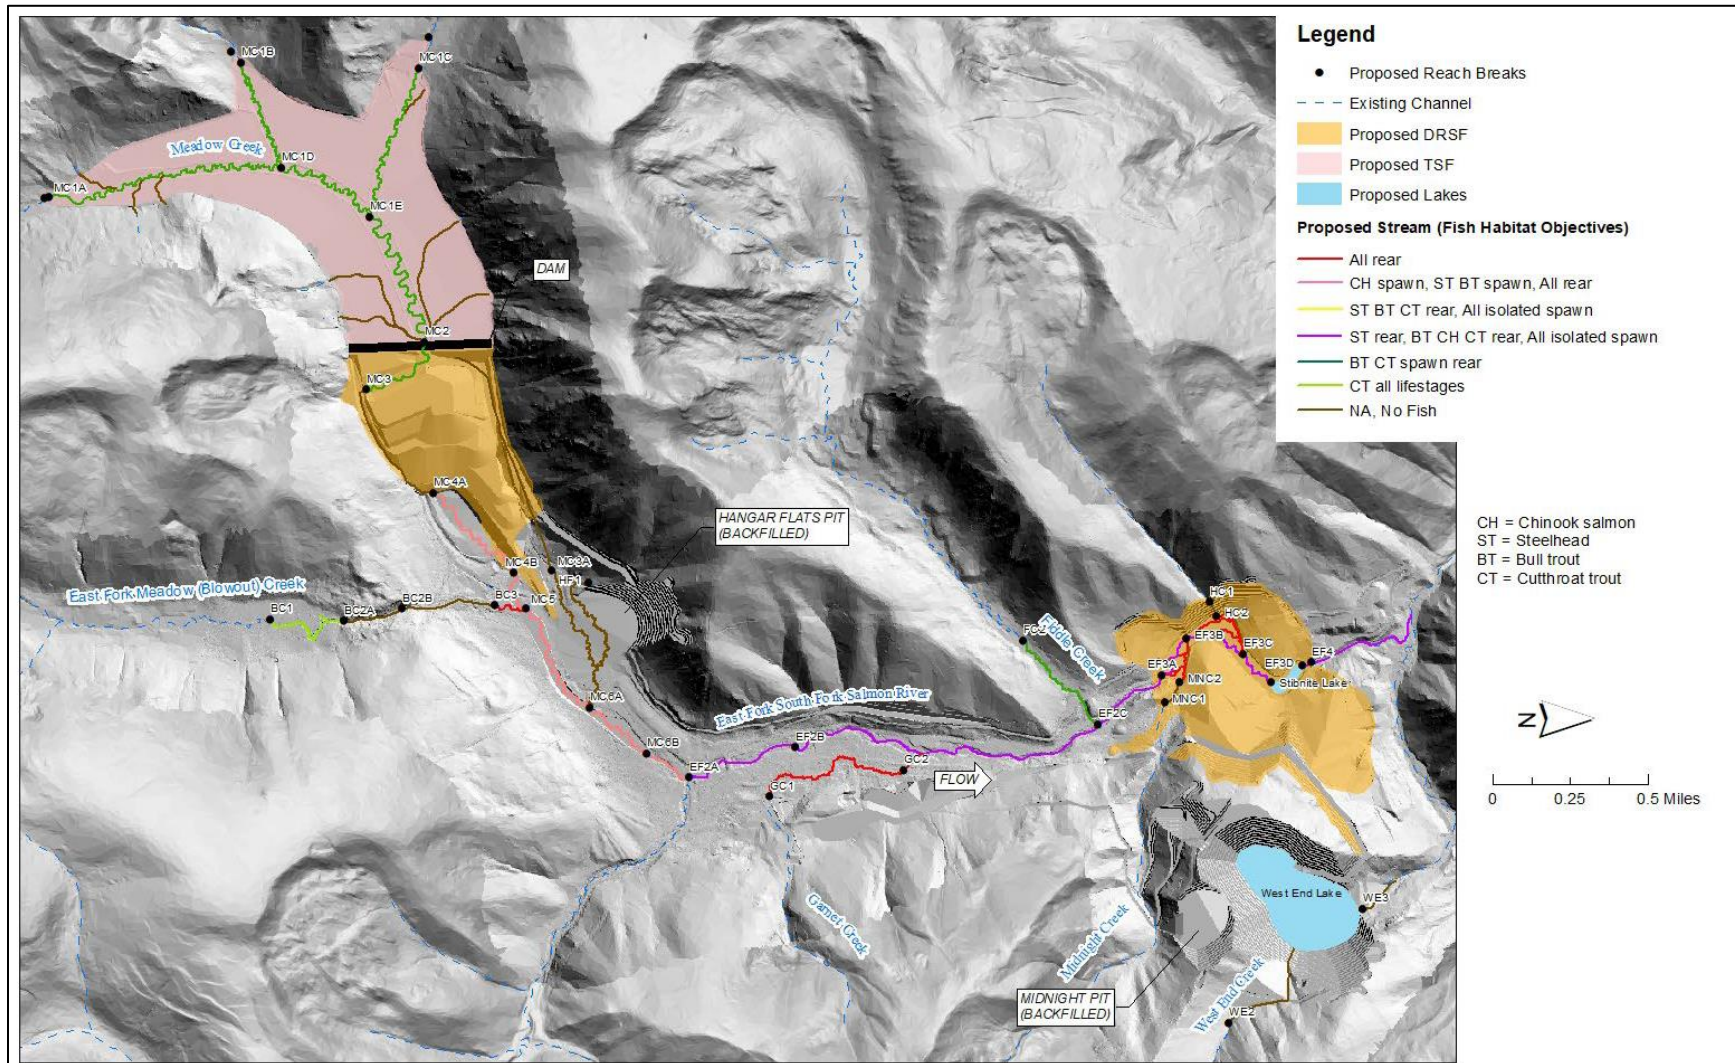 Legend
Proposed Reach Breaks
Existing Channel
Proposed DRSF
Proposed TSF
Proposed Lakes
Proposed Stream (Fish Habitat Objectives)
All rear
CH spawn, ST BT spawn, All rear
ST BT CT rear, All isolated spawn
ST rear, BT CH CT rear, All isolated spawn
BT CT spawn rear
CT all lifestages
NA, No Fish
CH = Chinook salmon
ST = Steelhead
BT = Bull trout
CT = Cutthroat trout
N
0 0.25 0.5 Miles
MC1B
MC1C
Meadow Creek
MC1D
MC1A
MC1E
DAM
MC2
MC3
MC4A
HANGAR FLATS PIT
(BACKFILLED)
MC4B
MC3A
HF1
East Fork Meadow (Blowout) Creek
BC1
BC2A
BC2B
BC3
MC5
MC6A
MC6B
East Fork South Fork Salmon River
EF2A
EF2B
GC1
GC2
FLOW
FC2
Fiddle Creek
EF2C
HC1
HC2
EF3B
EF3C
EF3A
EF3D
EF4
MNC2
Stibnite Lake
MNC1
Garnet Creek
Midnight Creek
West End Lake
WE3
MIDNIGHT PIT
(BACKFILLED)
West End Creek
WE2